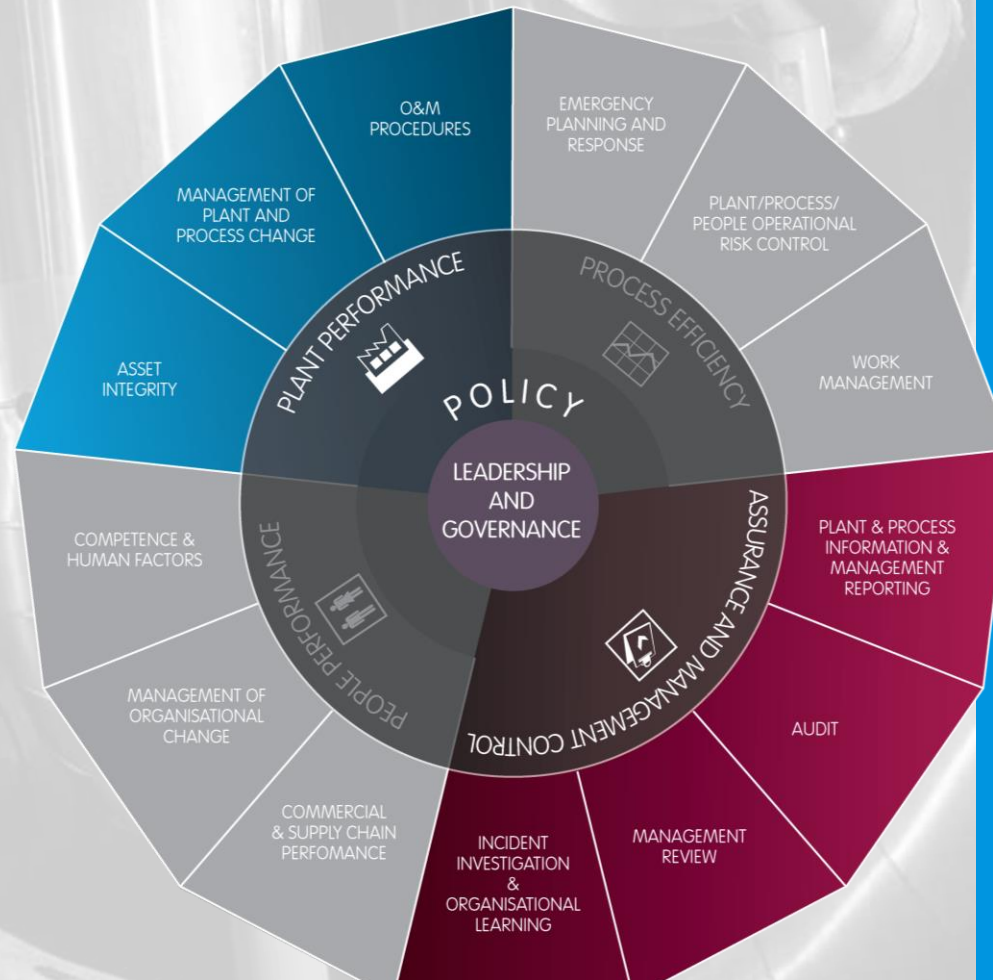 O&M
PROCEDURES
EMERGENCY
PLANNING AND
RESPONSE
MANAGEMENT OF
PLANT AND
PROCESS CHANGE
PLANT/PROCESS/
PEOPLE OPERATIONAL
RISK CONTROL
ASSET
INTEGRITY
WORK
MANAGEMENT
PLANT PERFORMANCE
PROCESS EFFICIENCY
POLICY
LEADERSHIP
AND
GOVERNANCE
COMPETENCE &
HUMAN FACTORS
PLANT & PROCESS
INFORMATION &
MANAGEMENT
REPORTING
PEOPLE PERFORMANCE
ASSURANCE AND MANAGEMENT CONTROL
MANAGEMENT OF
ORGANISATIONAL
CHANGE
AUDIT
COMMERCIAL
& SUPPLY CHAIN
PERFOMANCE
INCIDENT
INVESTIGATION
&
ORGANISATIONAL
LEARNING
MANAGEMENT
REVIEW